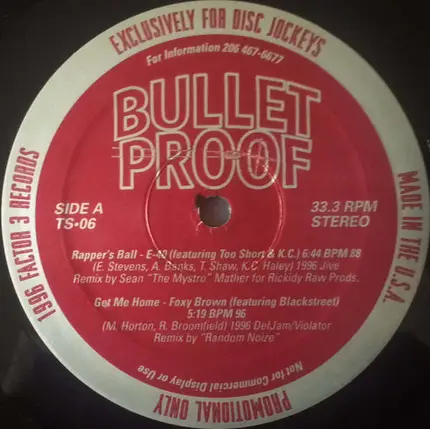 EXCLUSIVELY FOR DISC JOCKEYS
For Information 206 467-6677
BULLET
PROOF
SIDE A
TS•06
33.3 RPM
STEREO
Rapper's Ball - E-40 (featuring Too Short & K.C.) 6:44 BPM 88
(E. Stevens, A. Banks, T. Shaw, K.C. Haley) 1996 Jive
Remix by Sean "The Mystro" Mather for Rickidy Raw Prods.
Get Me Home - Foxy Brown (featuring Blackstreet)
5:19 BPM 96
(M. Horton, R. Broomfield) 1996 DefJam/Violator
Remix by "Random Noize"
Not for Commercial Display or Use
PROMOTIONAL ONLY
1996 FACTOR 3 RECORDS
MADE IN THE U.S.A.